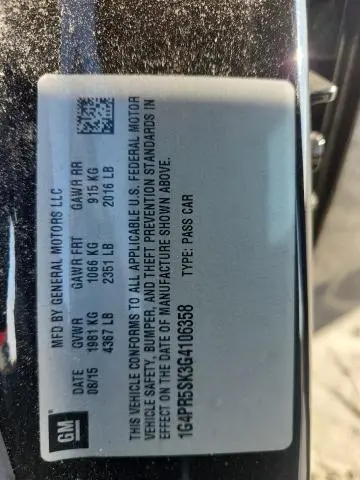 GM®
MFD BY GENERAL MOTORS LLC
DATE GVWR GAWR FRT GAWR RR
08/15 1981 KG 1066 KG 915 KG
4367 LB 2351 LB 2016 LB
THIS VEHICLE CONFORMS TO ALL APPLICABLE U.S. FEDERAL MOTOR
VEHICLE SAFETY, BUMPER, AND THEFT PREVENTION STANDARDS IN
EFFECT ON THE DATE OF MANUFACTURE SHOWN ABOVE.
1G4PR5SK3G4106358 TYPE: PASS CAR